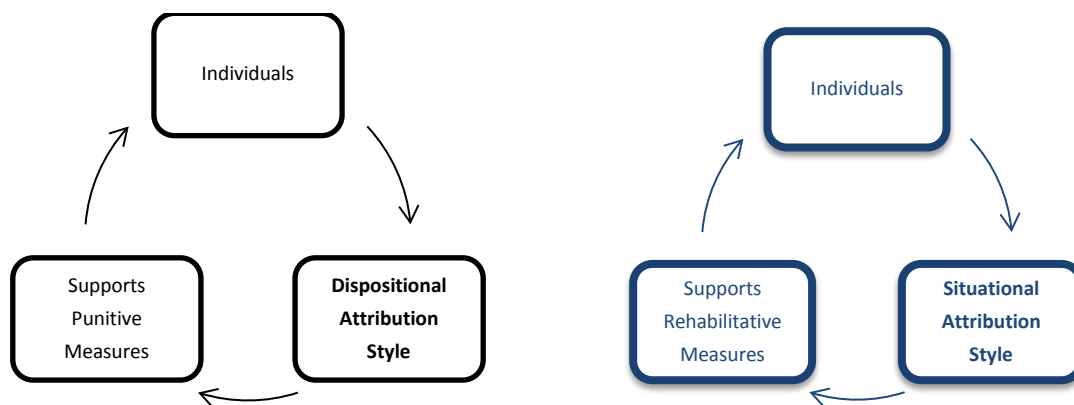 Individuals
Supports
Punitive
Measures
Dispositional
Attribution
Style
Individuals
Supports
Rehabilitative
Measures
Situational
Attribution
Style